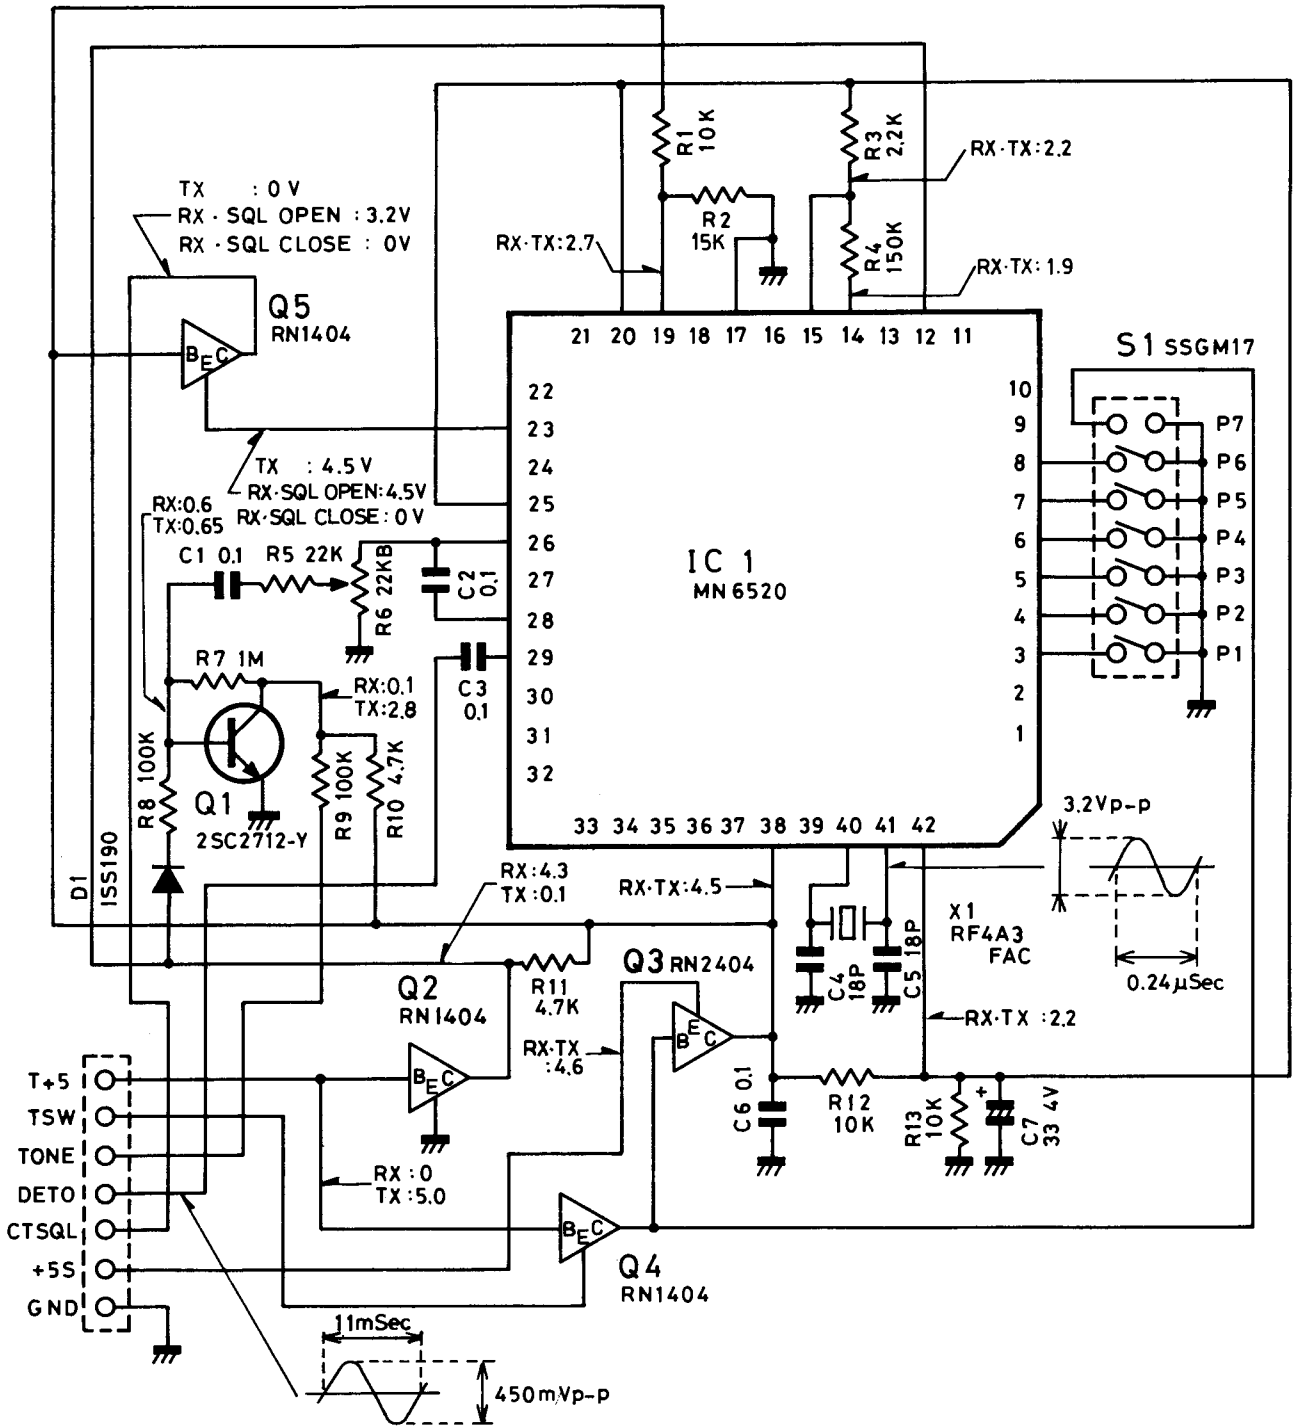 R1
10K
R3
2.2K
RX·TX:2.2
TX : 0 V
RX · SQL OPEN : 3.2V
RX · SQL CLOSE : 0V
R2
15K
RX·TX:2.7
R4
150K
RX·TX:1.9
Q5
RN1404
B E C
21 20 19 18 17 16 15 14 13 12 11
S1 SSGM17
22
23
24
25
26
27
28
29
30
31
32
10
9
8
7
6
5
4
3
2
1
P7
P6
P5
P4
P3
P2
P1
TX : 4.5 V
RX·SQL OPEN:4.5V
RX·SQL CLOSE:0V
RX:0.6
TX:0.65
C1 0.1
R5 22K
R6 22KB
C2
0.1
IC 1
MN6520
R7 1M
RX:0.1
TX:2.8
C3
0.1
R8 100K
Q1
2SC2712-Y
R9 100K
R10 4.7K
33 34 35 36 37 38 39 40 41 42
3.2Vp-p
0.24µSec
D1
1SS190
RX:4.3
TX:0.1
RX·TX:4.5
X1
RF4A3
FAC
C4
18P
C5 18P
Q3 RN2404
B E C
R11
4.7K
Q2
RN1404
B E C
RX·TX
:4.6
RX·TX :2.2
C6 0.1
R12
10K
R13
10K
+
C7
33 4V
T+5
TSW
TONE
DETO
CTSQL
+5S
GND
RX:0
TX:5.0
B E C
Q4
RN1404
11mSec
450mVp-p